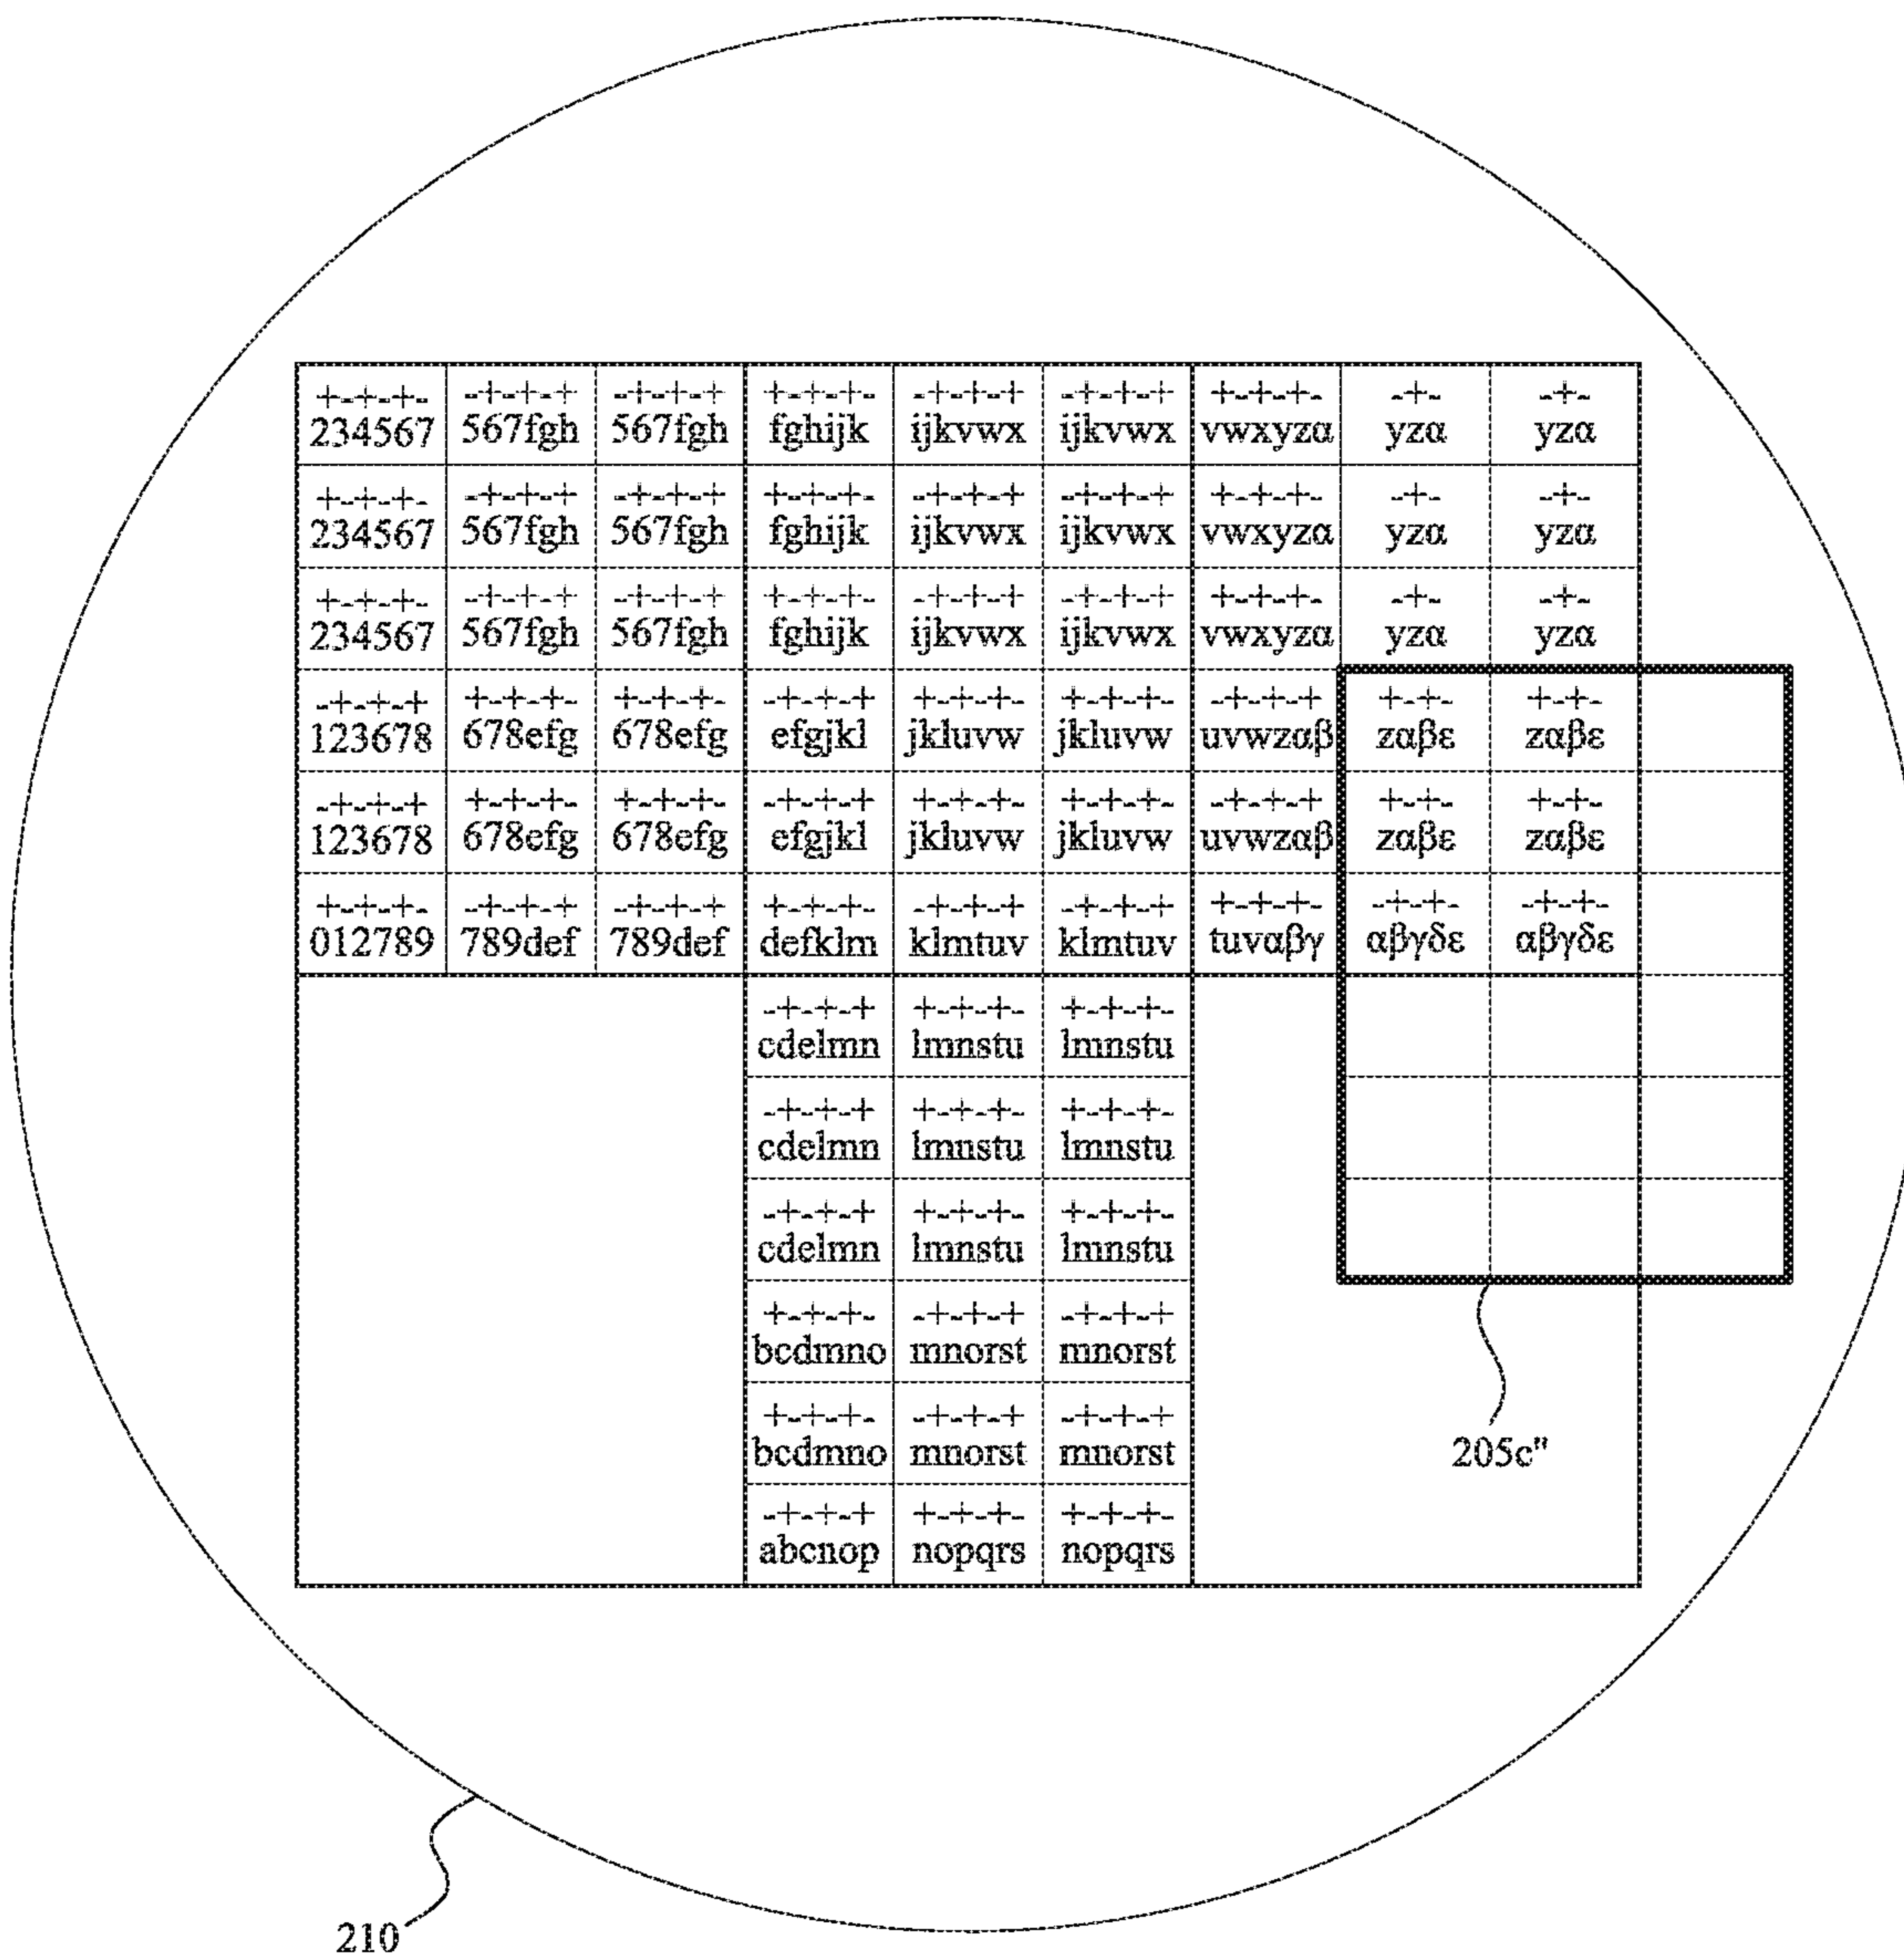 +-+-+- -+-+-+ -+-+-+ +-+-+- -+-+-+ -+-+-+ +-+-+- -+- -+-
234567 567fgh 567fgh fghijk ijkvwx ijkvwx vwxyzα yzα yzα
+-+-+- -+-+-+ -+-+-+ +-+-+- -+-+-+ -+-+-+ +-+-+- -+- -+-
234567 567fgh 567fgh fghijk ijkvwx ijkvwx vwxyzα yzα yzα
+-+-+- -+-+-+ -+-+-+ +-+-+- -+-+-+ -+-+-+ +-+-+- -+- -+-
234567 567fgh 567fgh fghijk ijkvwx ijkvwx vwxyzα yzα yzα
-+-+-+ +-+-+- +-+-+- -+-+-+ +-+-+- +-+-+- -+-+-+ +-+- +-+-
123678 678efg 678efg efgjkl jkluvw jkluvw uvwzαβ zαβε zαβε
-+-+-+ +-+-+- +-+-+- -+-+-+ +-+-+- +-+-+- -+-+-+ +-+- +-+-
123678 678efg 678efg efgjkl jkluvw jkluvw uvwzαβ zαβε zαβε
+-+-+- -+-+-+ -+-+-+ +-+-+- -+-+-+ -+-+-+ +-+-+- -+-+- -+-+-
012789 789def 789def defklm klmtuv klmtuv tuvαβγ αβγδε αβγδε
-+-+-+ +-+-+- +-+-+-
cdelmn lmnstu lmnstu
-+-+-+ +-+-+- +-+-+-
cdelmn lmnstu lmnstu
-+-+-+ +-+-+- +-+-+-
cdelmn lmnstu lmnstu
+-+-+- -+-+-+ -+-+-+
bcdmno mnorst mnorst
+-+-+- -+-+-+ -+-+-+
bcdmno mnorst mnorst
205c"
-+-+-+ +-+-+- +-+-+-
abcnop nopqrs nopqrs
210